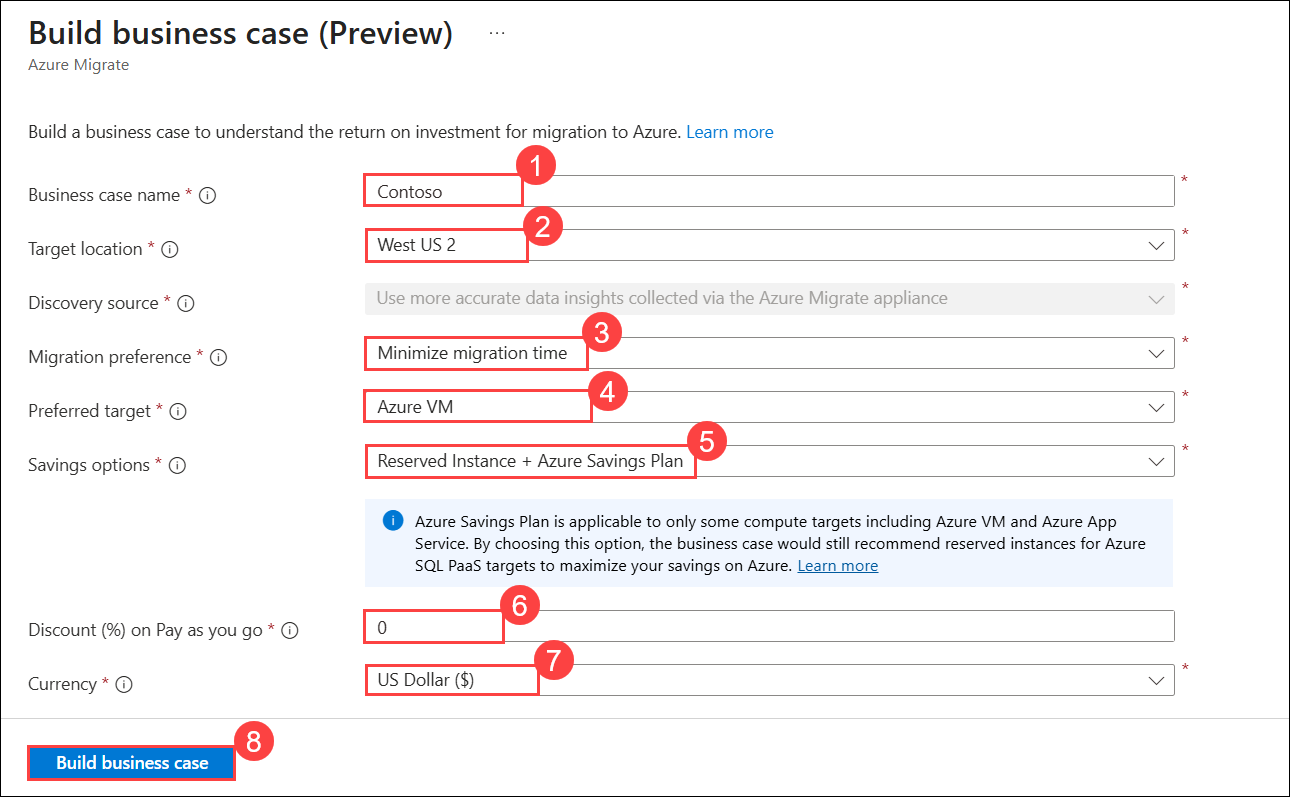 Build business case (Preview) ...
Azure Migrate
Build a business case to understand the return on investment for migration to Azure. Learn more
1
Business case name * Contoso *
2
Target location * West US 2 *
Discovery source * Use more accurate data insights collected via the Azure Migrate appliance *
3
Migration preference * Minimize migration time *
4
Preferred target * Azure VM *
5
Savings options * Reserved Instance + Azure Savings Plan *
Azure Savings Plan is applicable to only some compute targets including Azure VM and Azure App
Service. By choosing this option, the business case would still recommend reserved instances for Azure
SQL PaaS targets to maximize your savings on Azure. Learn more
6
Discount (%) on Pay as you go * 0
7
Currency * US Dollar ($) *
8
Build business case